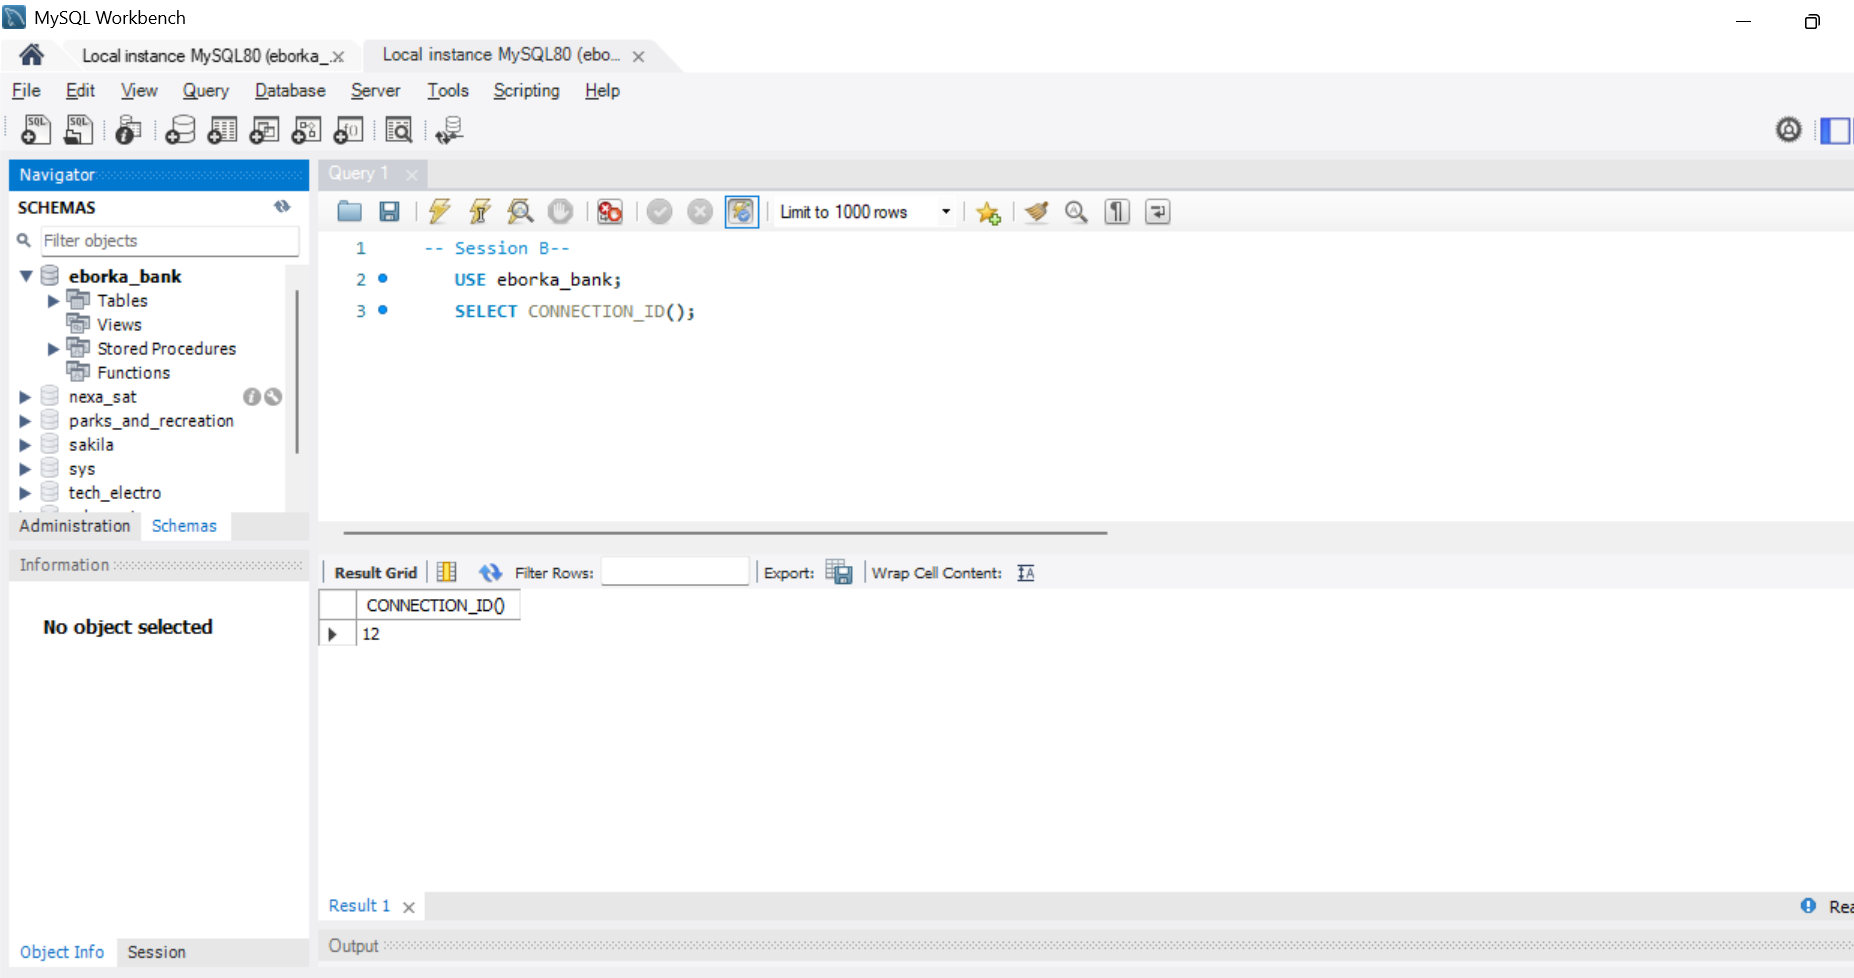 MySQL Workbench
Local instance MySQL80 (eborka_.. Local instance MySQL80 (ebo...
File Edit View Query Database Server Tools Scripting Help
SQL SQL
Navigator
Query 1
SCHEMAS
Limit to 1000 rows
Filter objects
1 -- Session B--
2 USE eborka_bank;
3 SELECT CONNECTION_ID();
eborka_bank
Tables
Views
Stored Procedures
Functions
nexa_sat
parks_and_recreation
sakila
sys
tech_electro
Administration Schemas
Information
No object selected
Result Grid Filter Rows: Export: Wrap Cell Content:
CONNECTION_ID()
12
Result 1
Object Info Session
Output